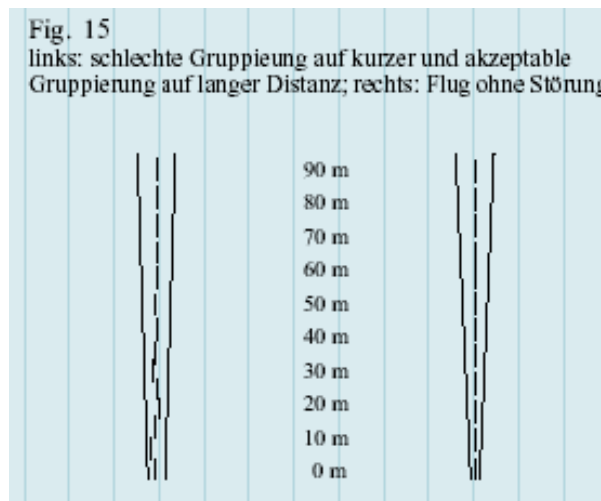 Fig. 15
links: schlechte Gruppieung auf kurzer und akzeptable
Gruppierung auf langer Distanz; rechts: Flug ohne Störung
90 m
80 m
70 m
60 m
50 m
40 m
30 m
20 m
10 m
0 m